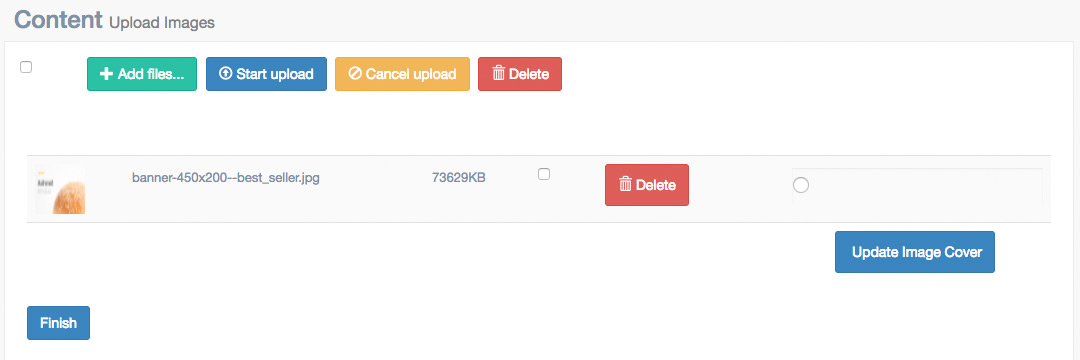 Content Upload Images
Add files... Start upload Cancel upload Delete
banner-450x200--best_seller.jpg 73629KB Delete
Update Image Cover
Finish